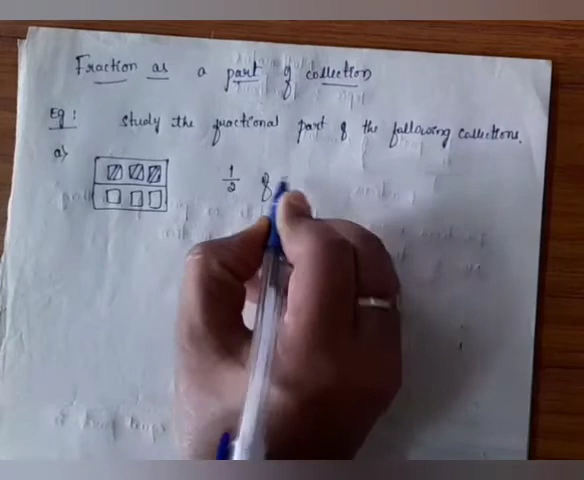 Fraction as a part of collection
Eg: Study the fractional part of the following collections.
a)
1/2 of